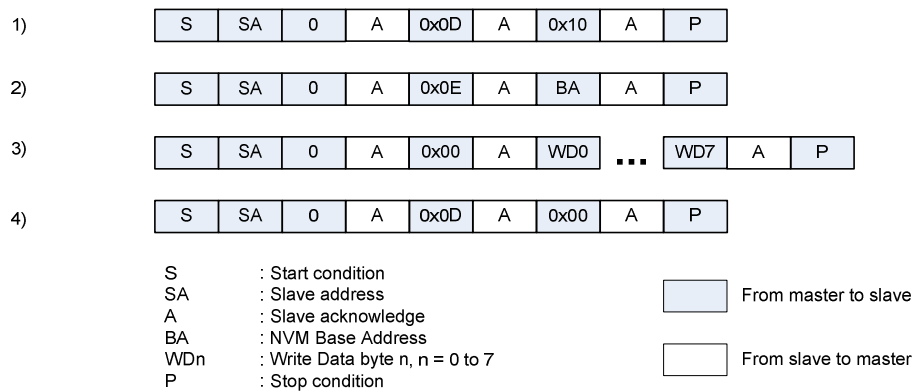 1) S SA 0 A 0x0D A 0x10 A P
2) S SA 0 A 0x0E A BA A P
3) S SA 0 A 0x00 A WD0 ... WD7 A P
4) S SA 0 A 0x0D A 0x00 A P
S : Start condition
SA : Slave address
A : Slave acknowledge
BA : NVM Base Address
WDn : Write Data byte n, n = 0 to 7
P : Stop condition
From master to slave
From slave to master